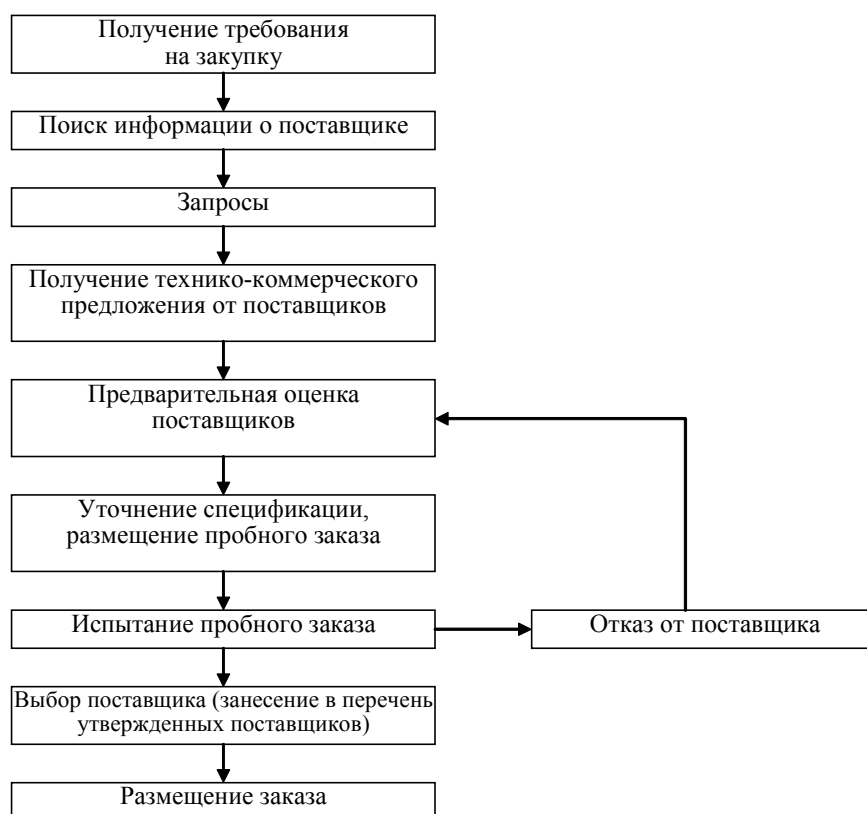 Получение требования
на закупку
Поиск информации о поставщике
Запросы
Получение технико-коммерческого
предложения от поставщиков
Предварительная оценка
поставщиков
Уточнение спецификации,
размещение пробного заказа
Испытание пробного заказа
Отказ от поставщика
Выбор поставщика (занесение в перечень
утвержденных поставщиков)
Размещение заказа